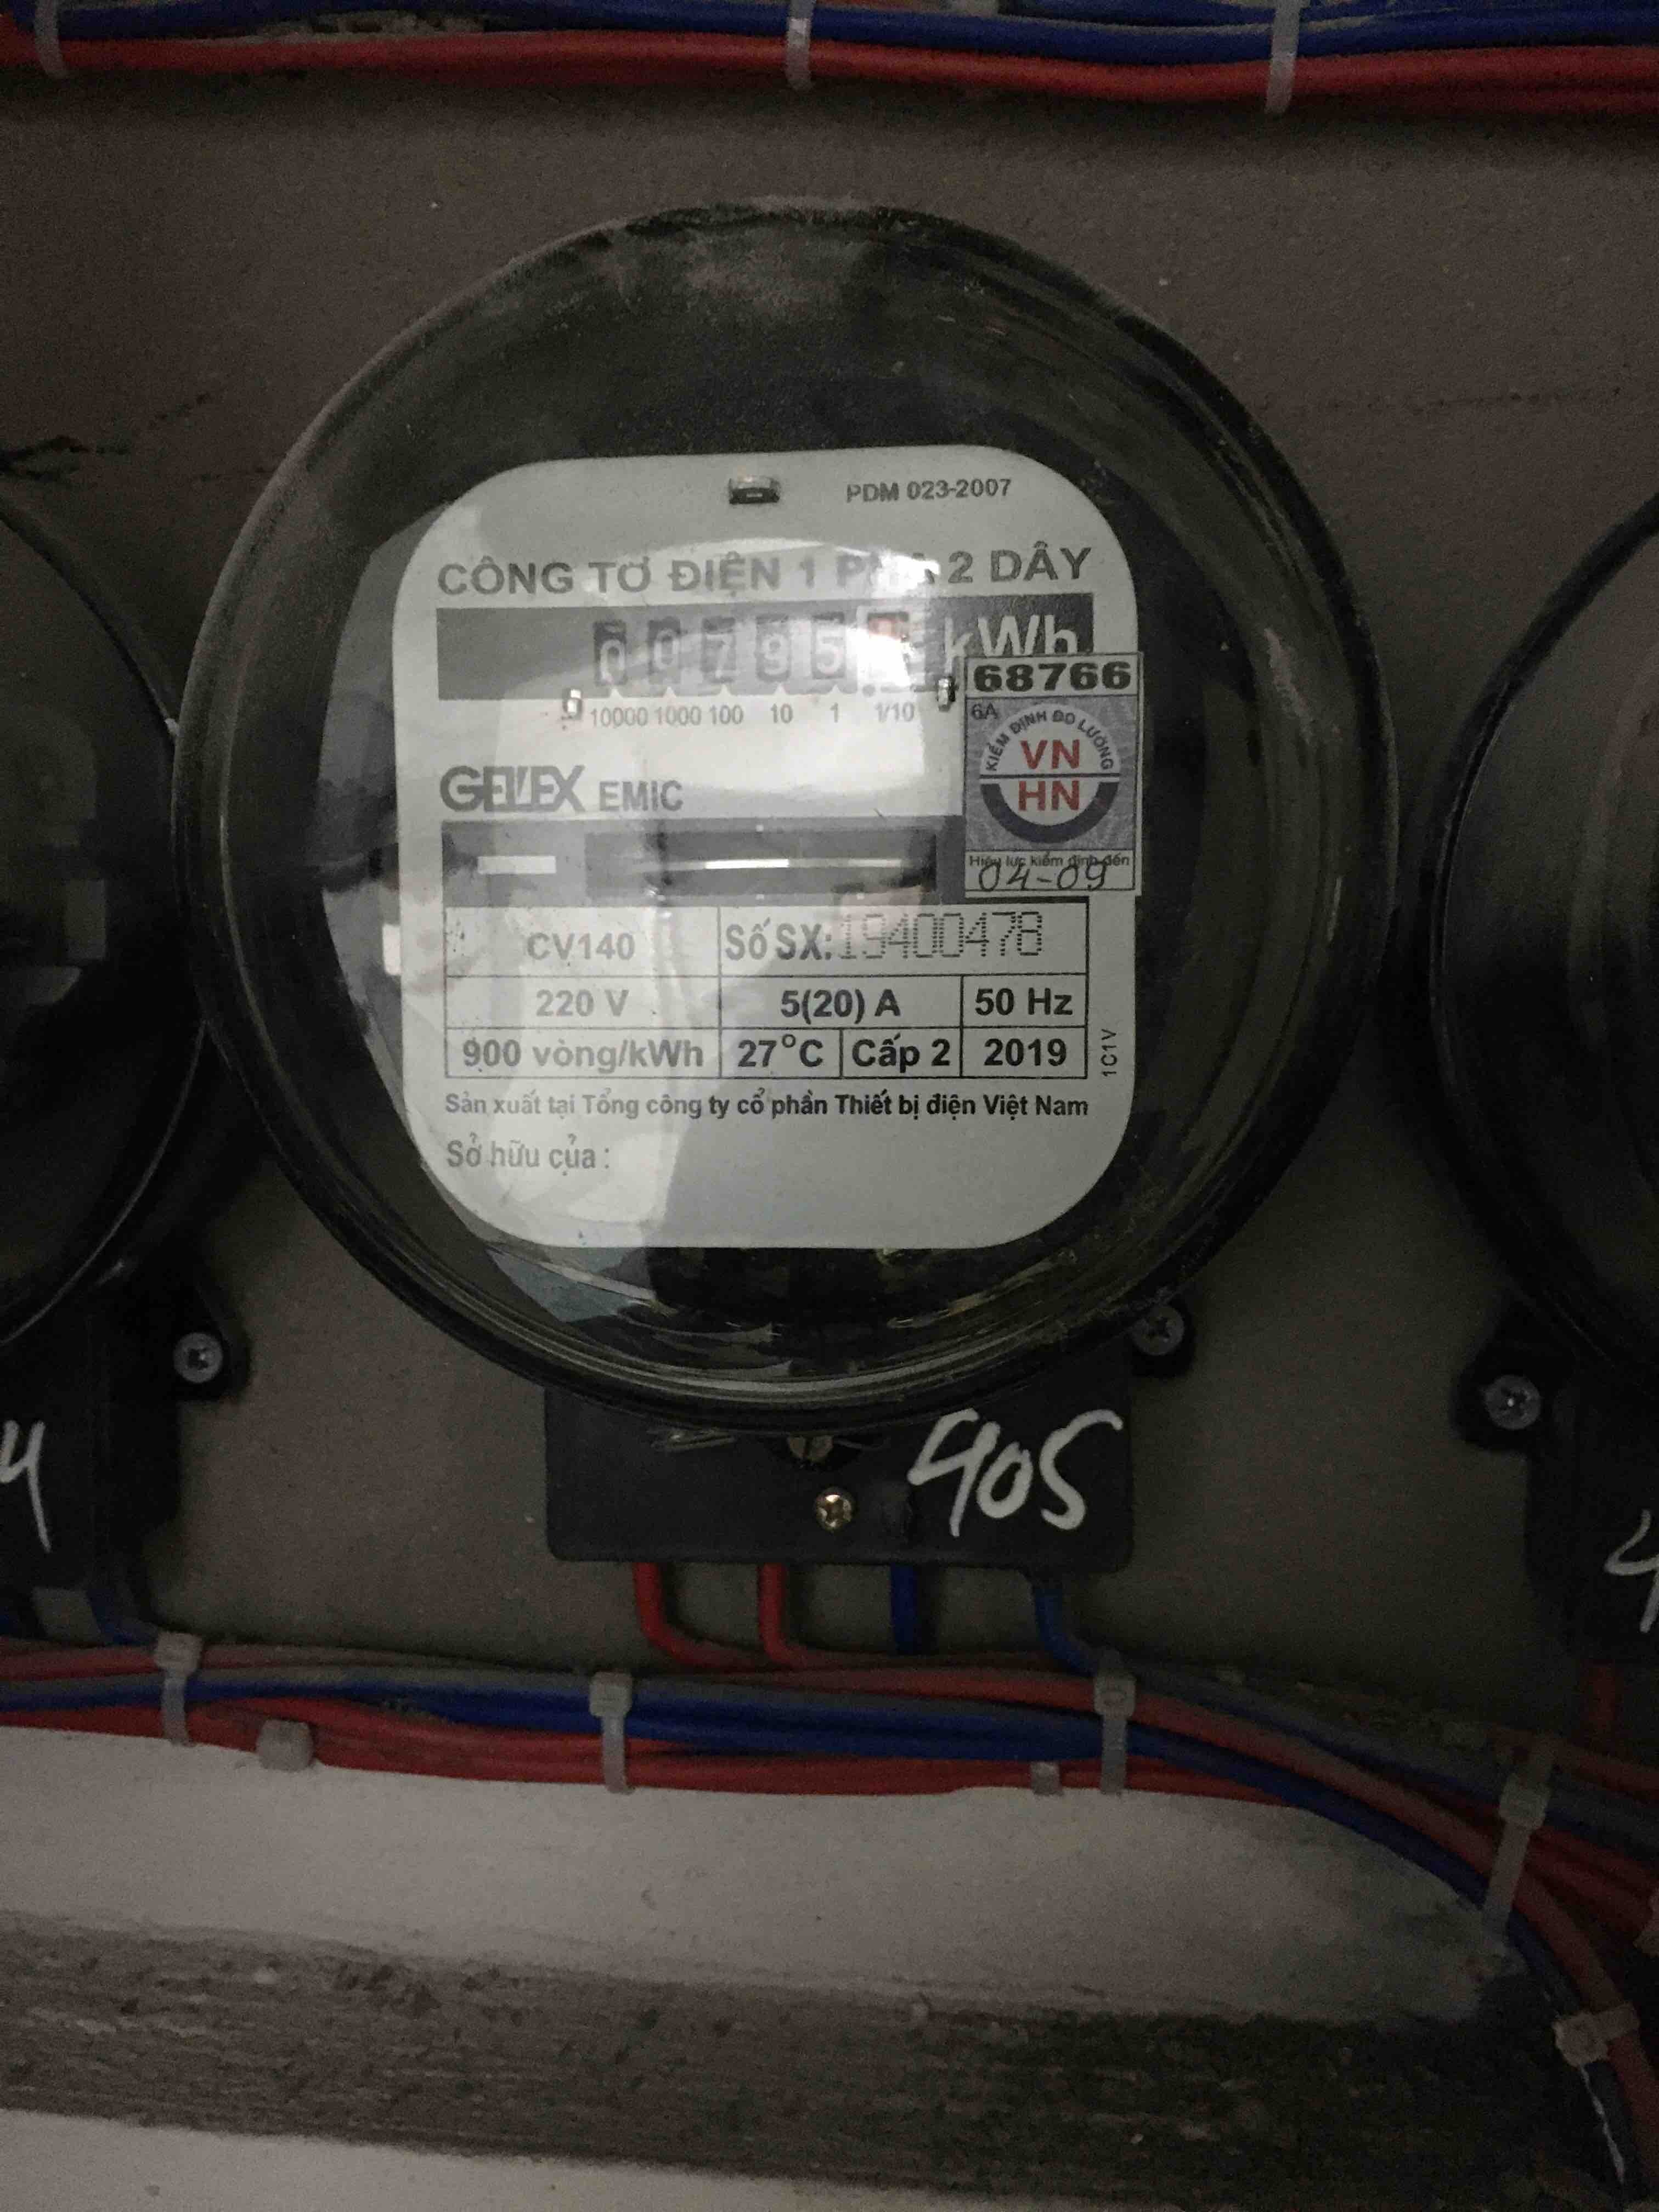 PDM 023-2007
CÔNG TƠ ĐIỆN 1 PHA 2 DÂY
00795 kWh
10000 1000 100 10 1 1/10
68766
6A
KIỂM ĐỊNH ĐO LƯỜNG
VN
HN
Hiệu lực kiểm định đến
04-09
GELEX EMIC
CV140 Số SX: 19400478
220 V 5(20) A 50 Hz
900 vòng/kWh 27°C Cấp 2 2019
1C1V
Sản xuất tại Tổng công ty cổ phần Thiết bị điện Việt Nam
Sở hữu của :
405
4